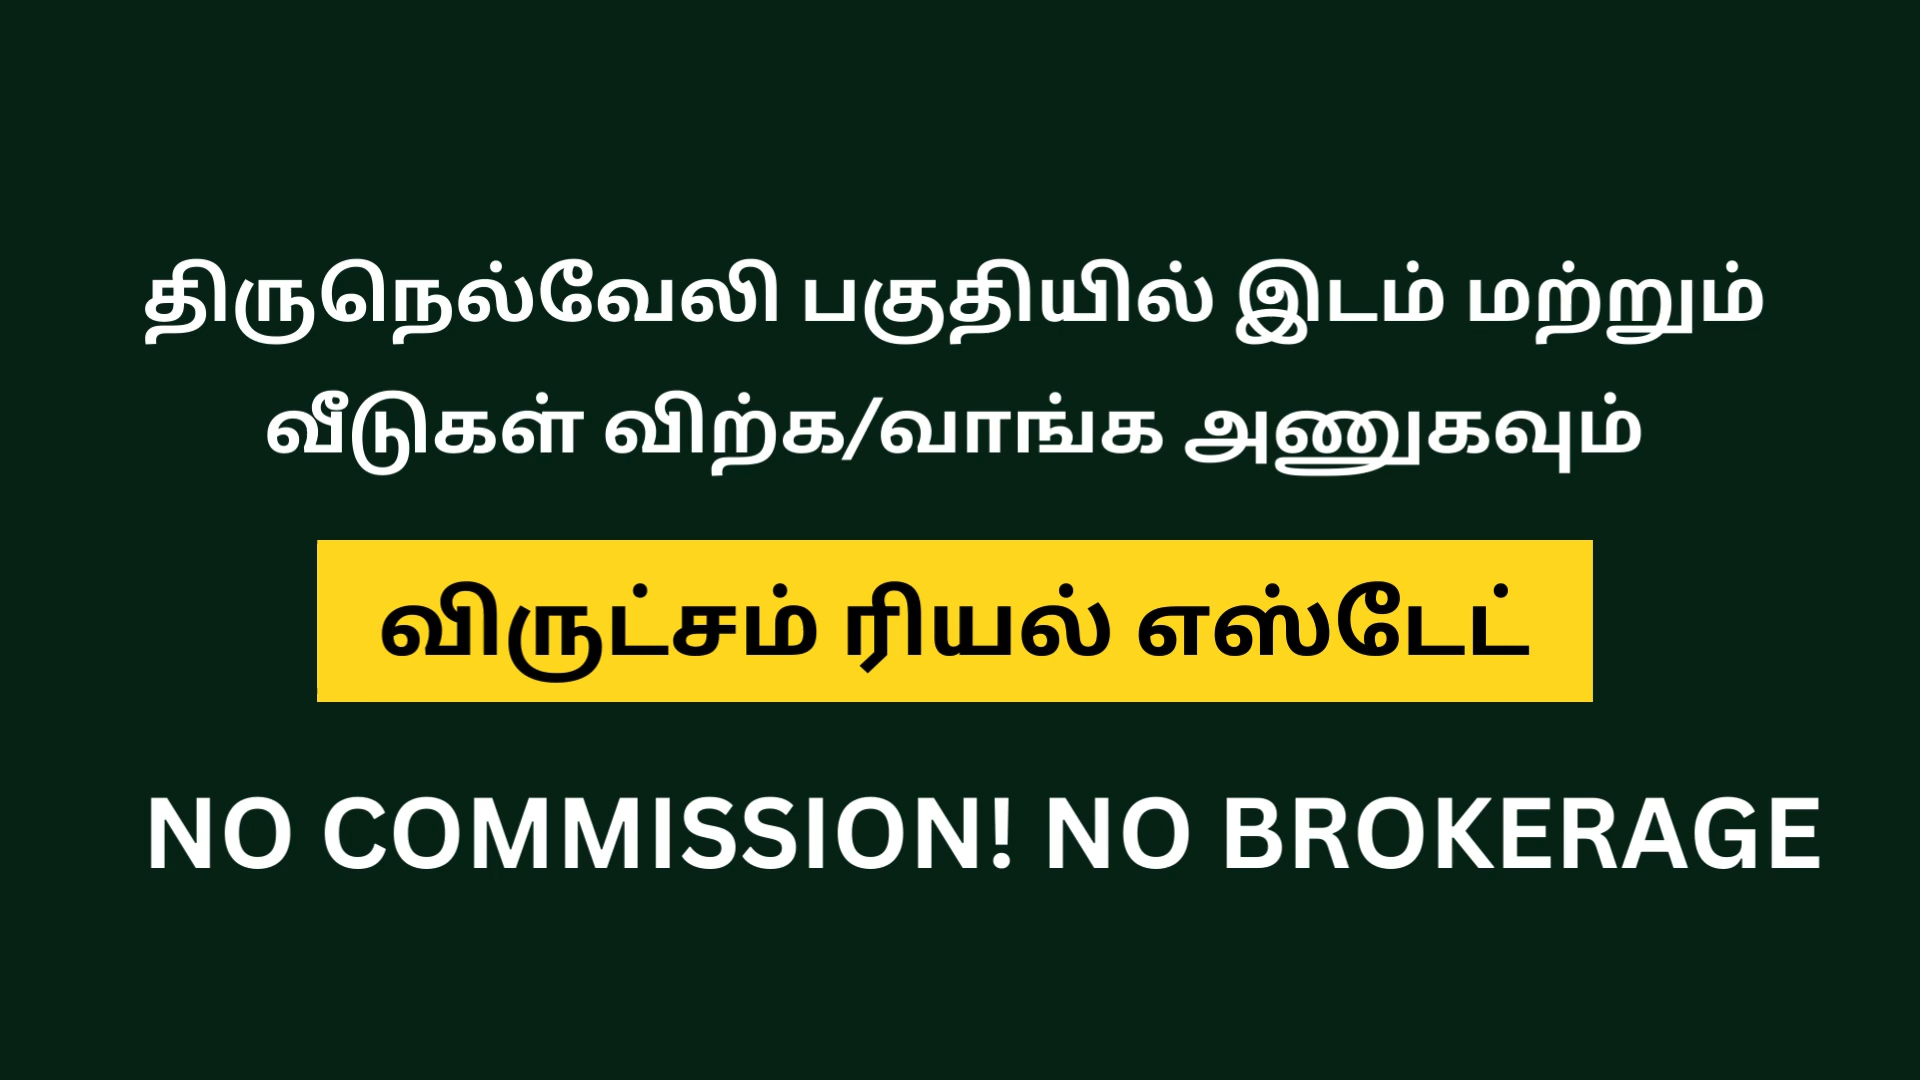 திருநெல்வேலி பகுதியில் இடம் மற்றும்
வீடுகள் விற்க/வாங்க அணுகவும்
விருட்சம் ரியல் எஸ்டேட்
NO COMMISSION! NO BROKERAGE